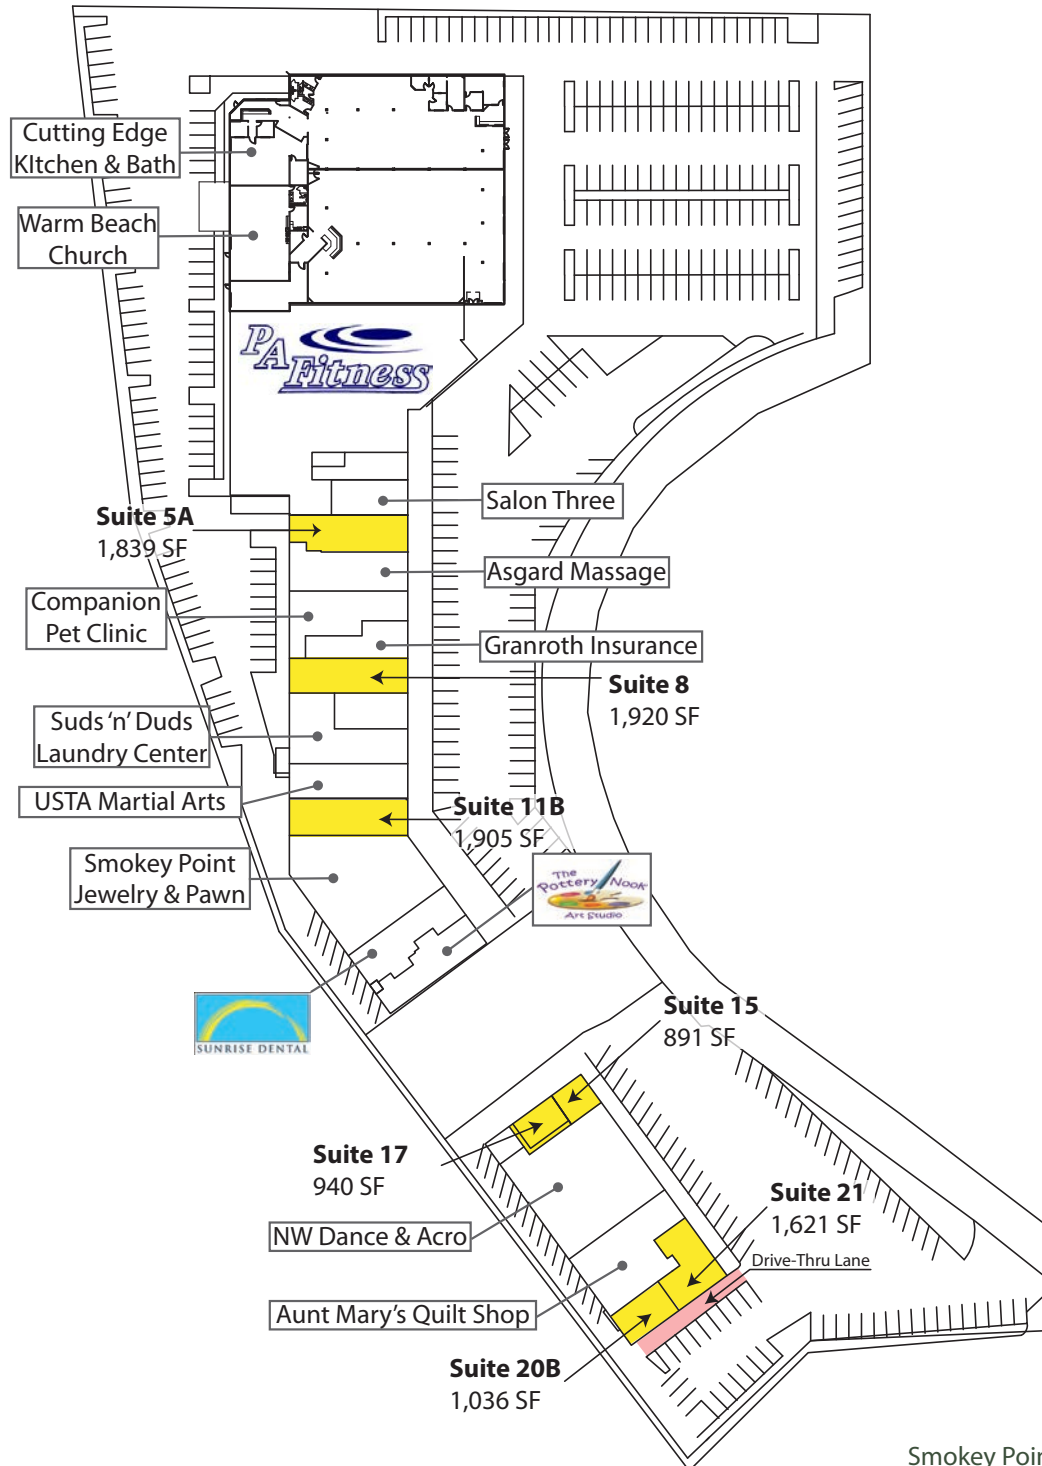 Cutting Edge
KItchen & Bath
Warm Beach
Church
PA Fitness
Salon Three
Suite 5A
1,839 SF
Asgard Massage
Companion
Pet Clinic
Granroth Insurance
Suite 8
1,920 SF
Suds ‘n’ Duds
Laundry Center
USTA Martial Arts
Suite 11B
1,905 SF
Smokey Point
Jewelry & Pawn
The
Pottery Nook
Art Studio
SUNRISE DENTAL
Suite 15
891 SF
Suite 17
940 SF
Suite 21
1,621 SF
NW Dance & Acro
Drive-Thru Lane
Aunt Mary’s Quilt Shop
Suite 20B
1,036 SF
Smokey Poin